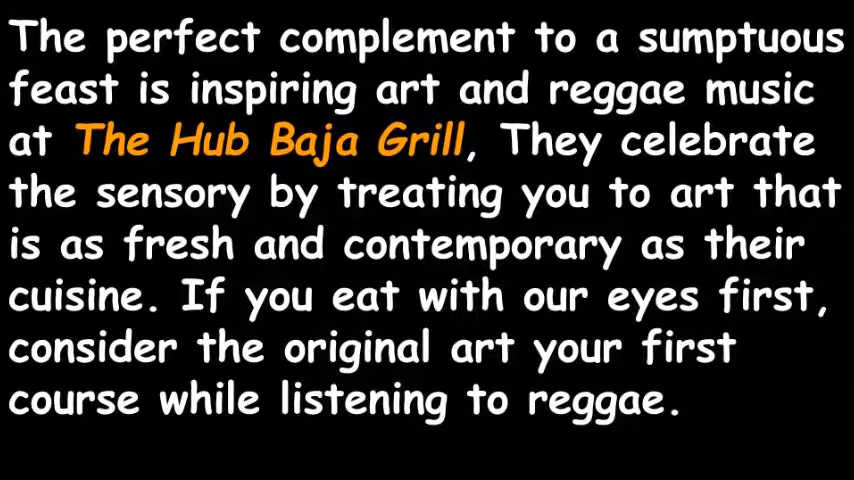 The perfect complement to a sumptuous
feast is inspiring art and reggae music
at The Hub Baja Grill, They celebrate
the sensory by treating you to art that
is as fresh and contemporary as their
cuisine. If you eat with our eyes first,
consider the original art your first
course while listening to reggae.